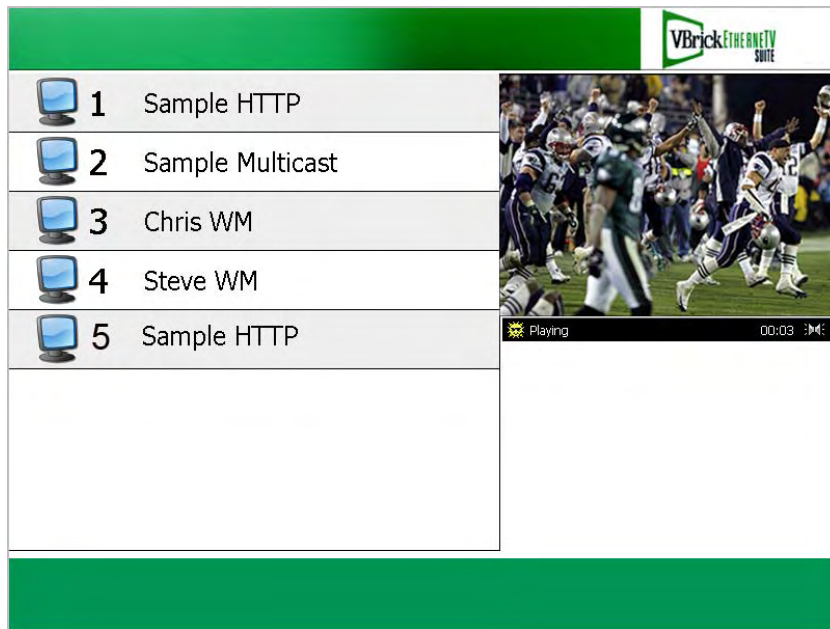 VBrick ETHERNETV
SUITE
1 Sample HTTP
2 Sample Multicast
3 Chris WM
4 Steve WM
5 Sample HTTP
Playing 00:03